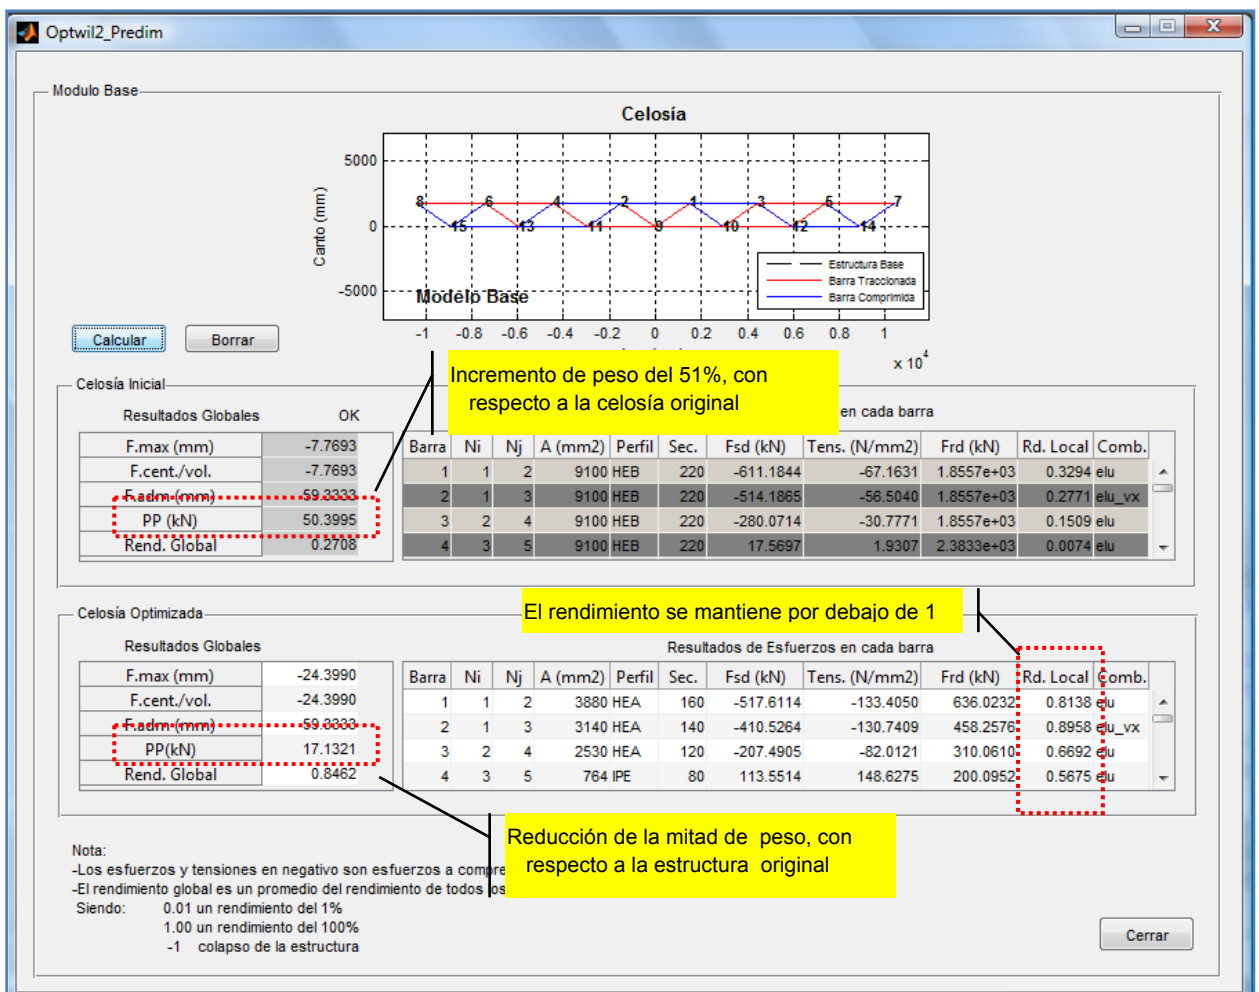 Optwil2_Predim
Modulo Base
Celosía
5000
0
-5000
Canto (mm)
8 6 4 2 1 3 5 7
15 13 11 9 10 12 14
Modelo Base
Estructura Base
Barra Traccionada
Barra Comprimida
-1 -0.8 -0.6 -0.4 -0.2 0 0.2 0.4 0.6 0.8 1
x 10^4
Calcular Borrar
Incremento de peso del 51%, con
respecto a la celosía original
Celosía Inicial
Resultados Globales OK
en cada barra
F.max (mm) -7.7693
F.cent./vol. -7.7693
F.adm (mm) -59.3333
PP (kN) 50.3995
Rend. Global 0.2708
Barra Ni Nj A (mm2) Perfil Sec. Fsd (kN) Tens. (N/mm2) Frd (kN) Rd. Local Comb.
1 1 2 9100 HEB 220 -611.1844 -67.1631 1.8557e+03 0.3294 elu
2 1 3 9100 HEB 220 -514.1865 -56.5040 1.8557e+03 0.2771 elu_vx
3 2 4 9100 HEB 220 -280.0714 -30.7771 1.8557e+03 0.1509 elu
4 3 5 9100 HEB 220 17.5697 1.9307 2.3833e+03 0.0074 elu
El rendimiento se mantiene por debajo de 1
Celosía Optimizada
Resultados Globales
Resultados de Esfuerzos en cada barra
F.max (mm) -24.3990
F.cent./vol. -24.3990
F.adm (mm) -59.3333
PP(kN) 17.1321
Rend. Global 0.8462
Barra Ni Nj A (mm2) Perfil Sec. Fsd (kN) Tens. (N/mm2) Frd (kN) Rd. Local Comb.
1 1 2 3880 HEA 160 -517.6114 -133.4050 636.0232 0.8138 elu
2 1 3 3140 HEA 140 -410.5264 -130.7409 458.2576 0.8958 elu_vx
3 2 4 2530 HEA 120 -207.4905 -82.0121 310.0610 0.6692 elu
4 3 5 764 IPE 80 113.5514 148.6275 200.0952 0.5675 elu
Reducción de la mitad de peso, con
respecto a la estructura original
Nota:
-Los esfuerzos y tensiones en negativo son esfuerzos a
-El rendimiento global es un promedio del rendimiento de todos
Siendo: 0.01 un rendimiento del 1%
1.00 un rendimiento del 100%
-1 colapso de la estructura
Cerrar